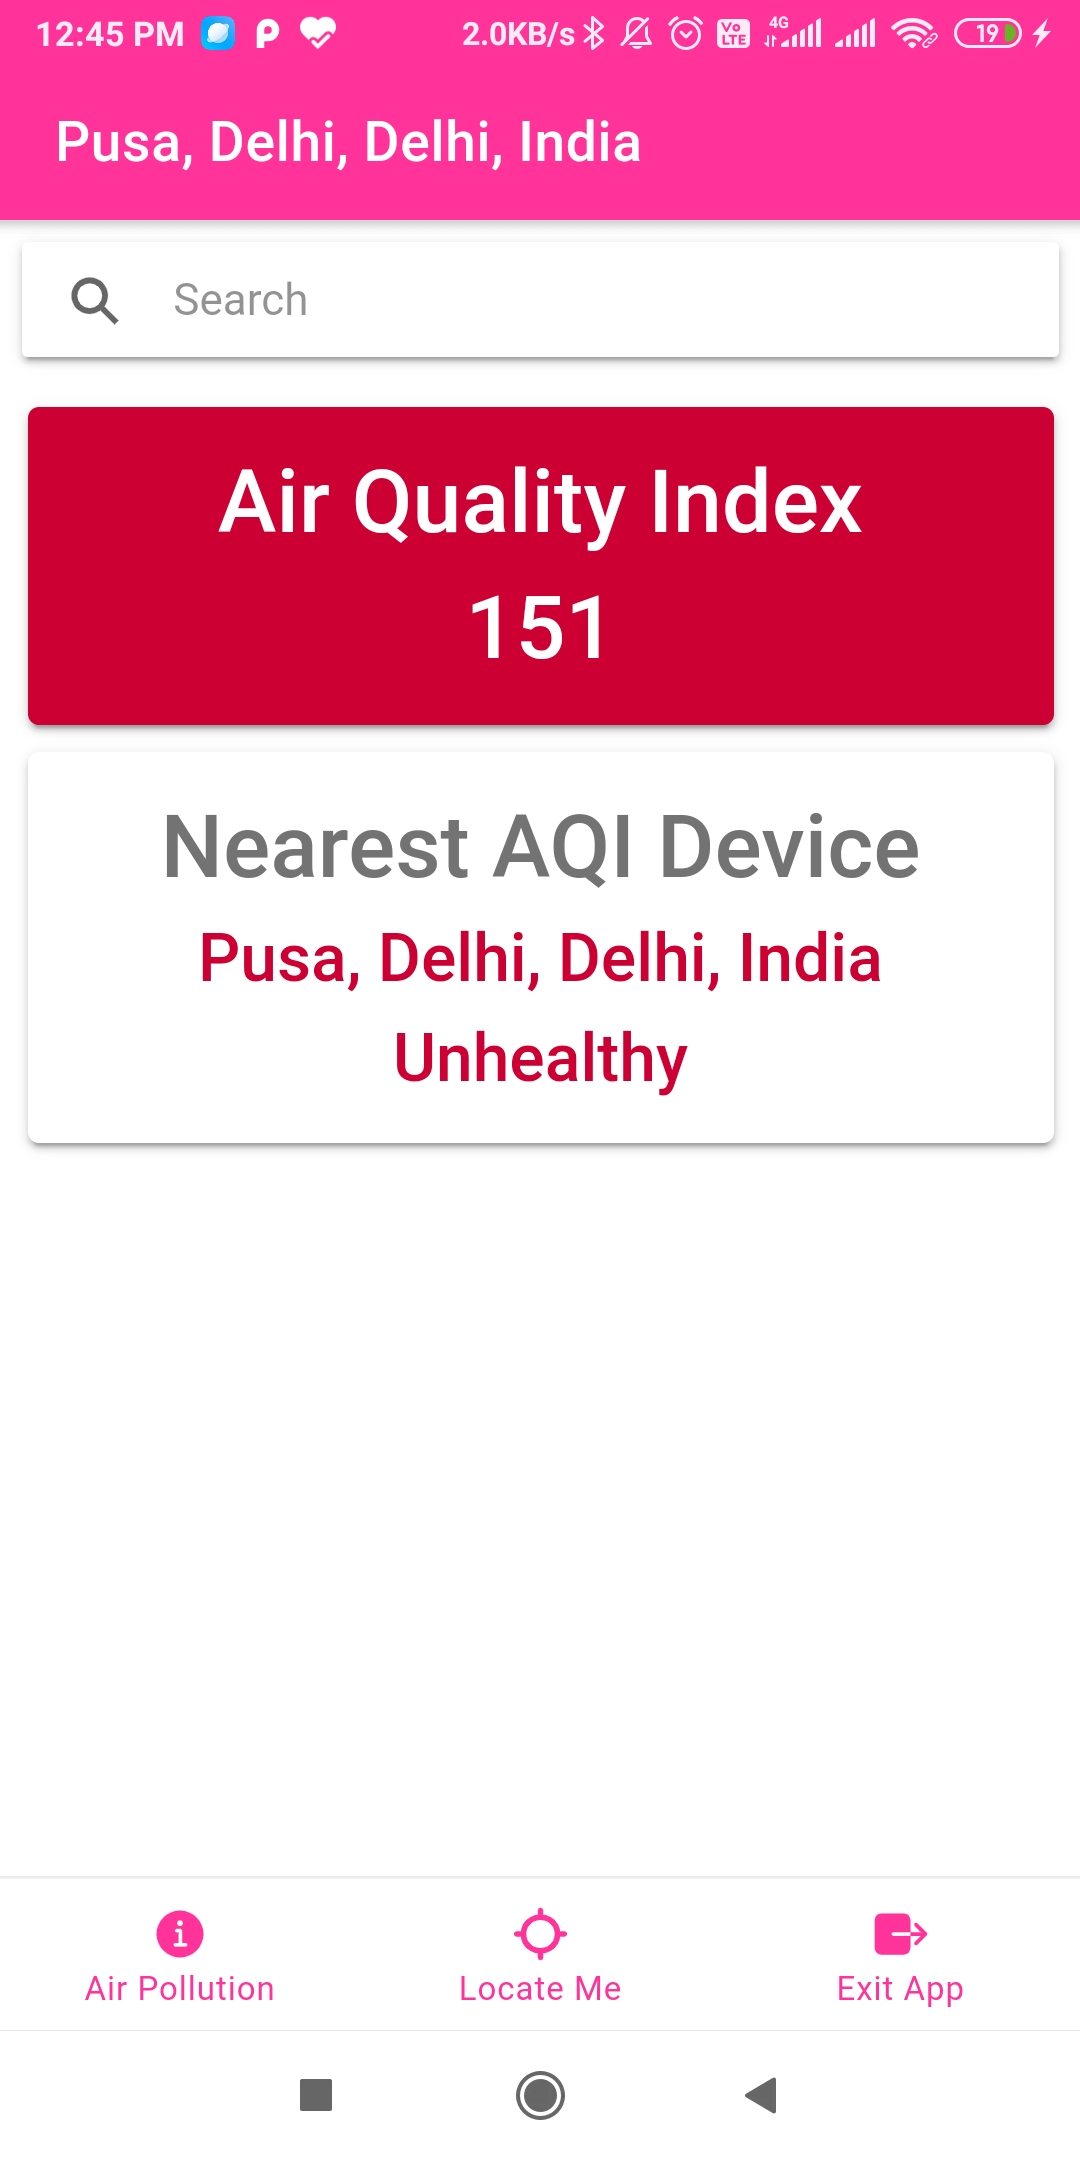 12:45 PM 2.0KB/s Vo LTE 4G 19
Pusa, Delhi, Delhi, India
Search
Air Quality Index
151
Nearest AQI Device
Pusa, Delhi, Delhi, India
Unhealthy
Air Pollution Locate Me Exit App